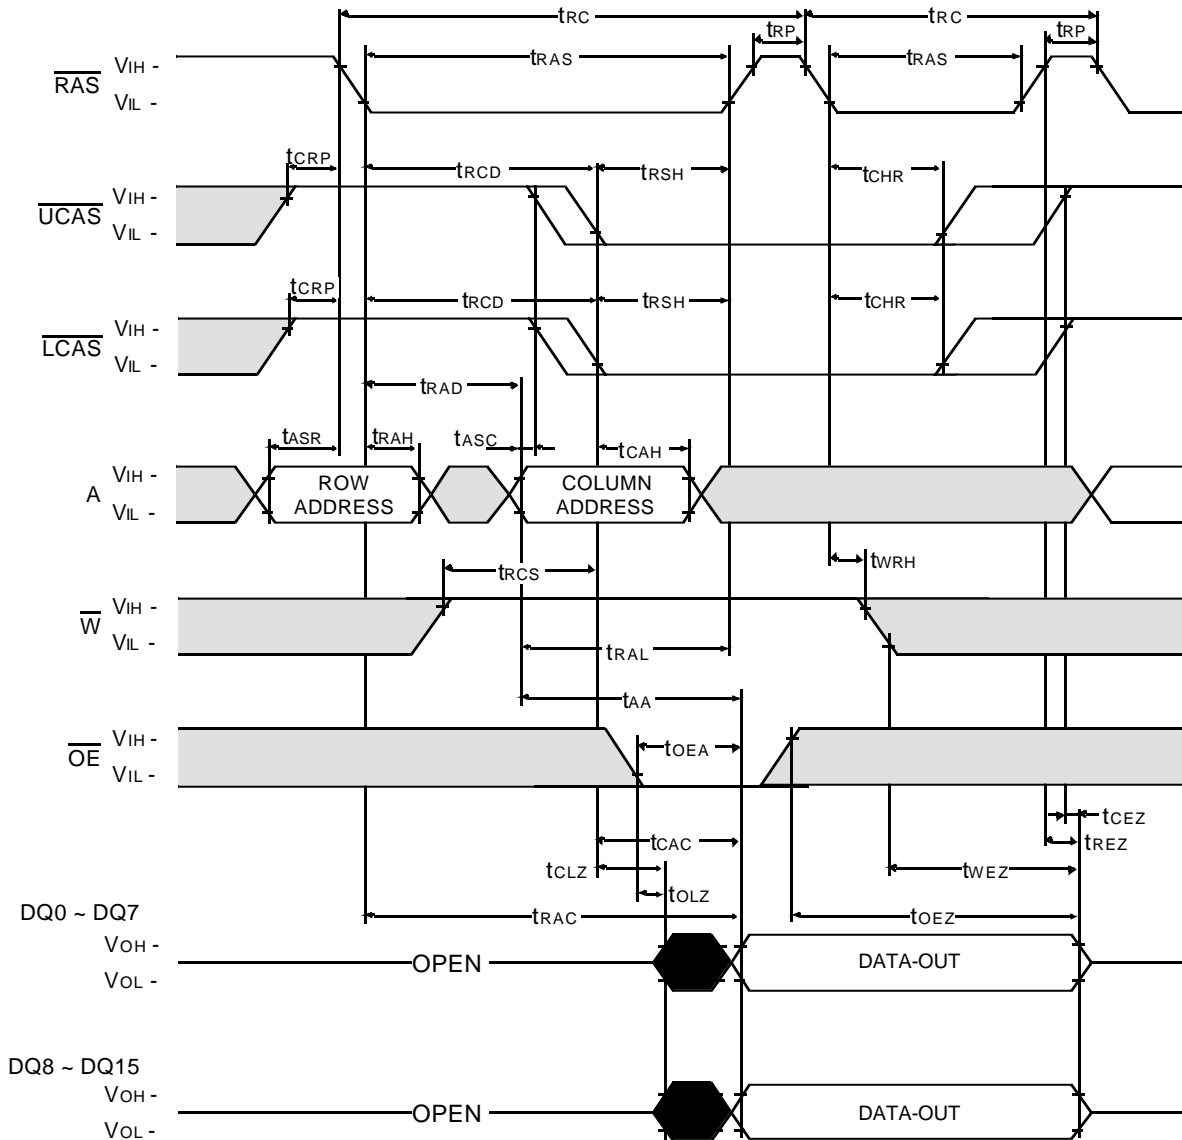 tRC tRC
tRP tRP
tRAS tRAS
RAS
VIH -
VIL -
tCRP tRCD tRSH tCHR
UCAS
VIH -
VIL -
tCRP tRCD tRSH tCHR
LCAS
VIH -
VIL -
tRAD
tASR tRAH tASC tCAH
A
VIH -
VIL -
ROW
ADDRESS
COLUMN
ADDRESS
tRCS tWRH
W
VIH -
VIL -
tRAL
tAA
OE
VIH -
VIL -
tOEA
tCEZ
tCAC tREZ
tCLZ tWEZ
tOLZ
tRAC tOEZ
DQ0 ~ DQ7
VOH -
VOL -
OPEN DATA-OUT
DQ8 ~ DQ15
VOH -
VOL -
OPEN DATA-OUT